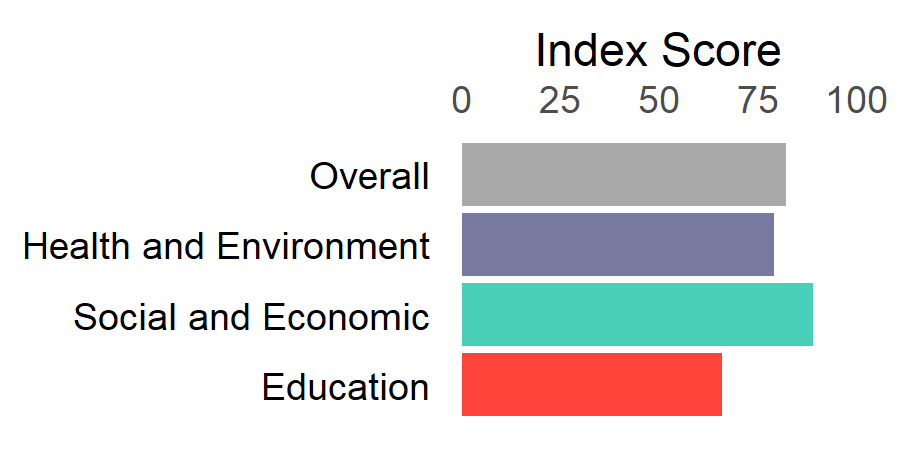 Index Score
0 25 50 75 100
Overall
Health and Environment
Social and Economic
Education